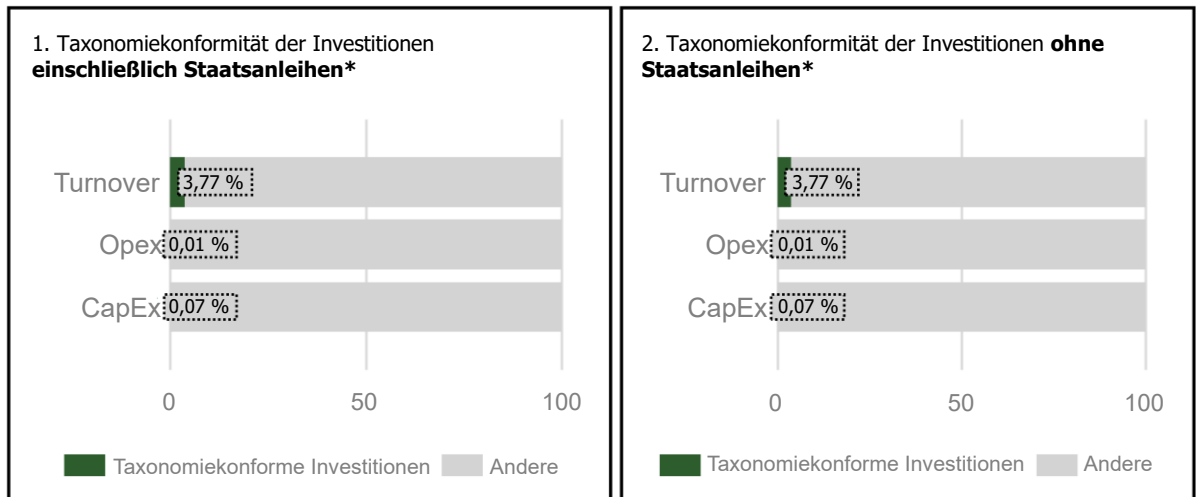 1. Taxonomiekonformität der Investitionen
einschließlich Staatsanleihen*
Turnover
3,77 %
Opex
0,01 %
CapEx
0,07 %
0 50 100
Taxonomiekonforme Investitionen Andere
2. Taxonomiekonformität der Investitionen ohne
Staatsanleihen*
Turnover
3,77 %
Opex
0,01 %
CapEx
0,07 %
0 50 100
Taxonomiekonforme Investitionen Andere